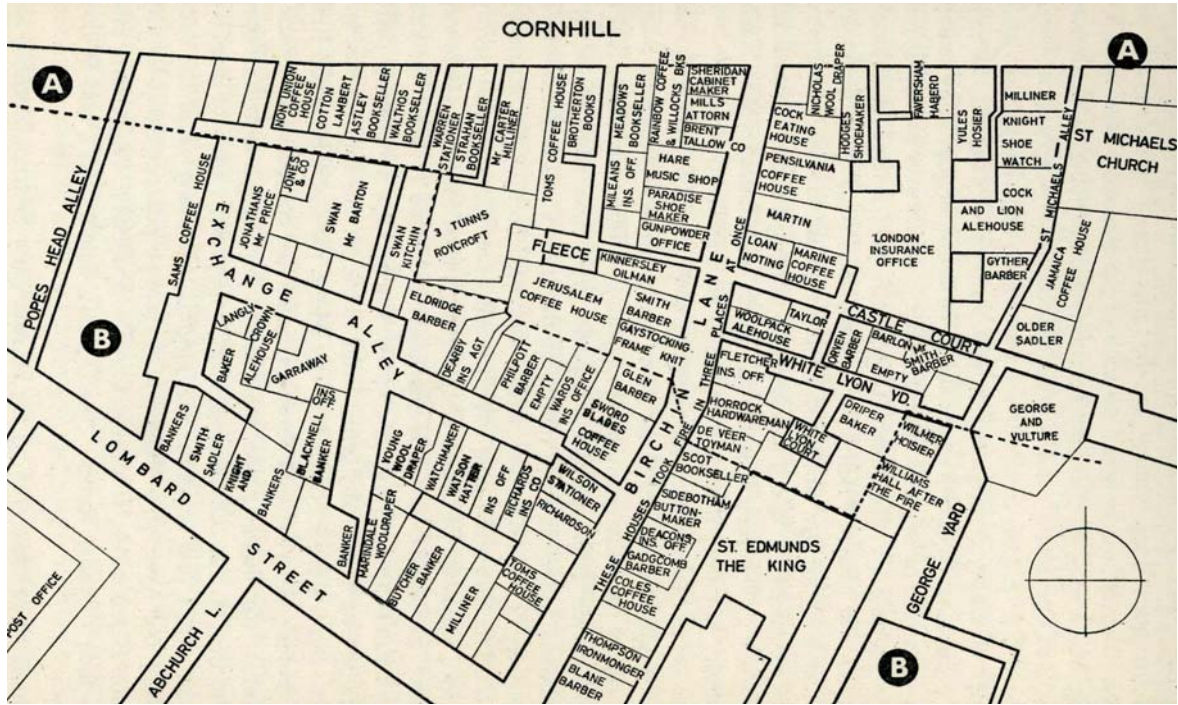 CORNHILL
A
A
B
B
POPES HEAD ALLEY
SAMS COFFEE HOUSE
EXCHANGE ALLEY
NON UNION
COFFEE
HOUSE
COTTON
LAMBERT
ASTLEY
BOOKSELLER
WALTHOS
BOOKSELLER
WARREN
STATIONER
STRAHAN
BOOKSELLER
Mr. CARTER
MILLINER
TOMS COFFEE HOUSE
BROTHERTON
BOOKS
MEADOWS
BOOKSELLER
RAINBOW COFFEE
& WILLOCKS BKS
SHERIDAN
CABINET
MAKER
MILLS
ATTORN
BRENT
TALLOW CO
MILEANS
INS. OFF.
HARE
MUSIC SHOP
PARADISE
SHOE
MAKER
GUNPOWDER
OFFICE
COCK
EATING
HOUSE
NICHOLAS
WOOL DRAPER
HODGES
SHOEMAKER
PENSILVANIA
COFFEE
HOUSE
MARTIN
LOAN
NOTING
MARINE
COFFEE
HOUSE
FAVERSHAM
HABERD
YULES
HOSIER
MILLINER
KNIGHT
SHOE
WATCH
COCK
AND LION
ALEHOUSE
GYTHER
BARBER
LONDON
INSURANCE
OFFICE
ST MICHAELS ALLEY
ST MICHAELS
CHURCH
JAMAICA
COFFEE HOUSE
OLDER
SADLER
JONATHANS
Mr PRICE
JONES
& CO
SWAN
Mr BARTON
SWAN
KITCHIN
3 TUNNS
ROYCROFT
FLEECE
KINNERSLEY
OILMAN
JERUSALEM
COFFEE HOUSE
SMITH
BARBER
GAYSTOCKING
FRAME KNIT
ELDRIDGE
BARBER
DEARBY
INS AGT
PHILPOTT
BARBER
EMPTY
WARDS
INS OFFICE
GLEN
BARBER
SWORD
BLADES
COFFEE
HOUSE
LANGLY
BAKER
CROWN
ALEHOUSE
GARRAWAY
INS
OFF
BANKERS
SMITH
SADLER
KNIGHT
AND.
BANKERS
BLACKNELL
BANKER
BANKER
YOUNG
WOOL
DRAPER
WATCHMAKER
WATSON
HATTER
INS OFF
RICHARDS
INS CO
WILSON
STATIONER
RICHARDSON
MARINDALE
WOOLDRAPER
BUTCHER
BANKER
MILLINER
TOMS
COFFEE
HOUSE
LOMBARD STREET
POST OFFICE
ABCHURCH L.
BIRCHIN LANE
THESE HOUSES TOOK FIRE IN THREE PLACES AT ONCE
WOOLPACK
ALEHOUSE
TAYLOR
CASTLE COURT
ORVEN
BARBER
BARLOW
SMITH
BARBER
EMPTY
WHITE LYON YD.
FLETCHER
INS. OFF.
HORROCK
HARDWAREMAN
WHITE
LYON
COURT
DE VEER
TOYMAN
SCOT
BOOKSELLER
DRIPER
BAKER
WILMER
HOISIER
WILLIAMS
HALL AFTER
THE FIRE
GEORGE
AND
VULTURE
GEORGE YARD
SIDEBOTHAM
BUTTON-
MAKER
DEACONS
INS. OFF.
GADGCOMB
BARBER
COLES
COFFEE
HOUSE
THOMPSON
IRONMONGER
BLANE
BARBER
ST. EDMUNDS
THE KING